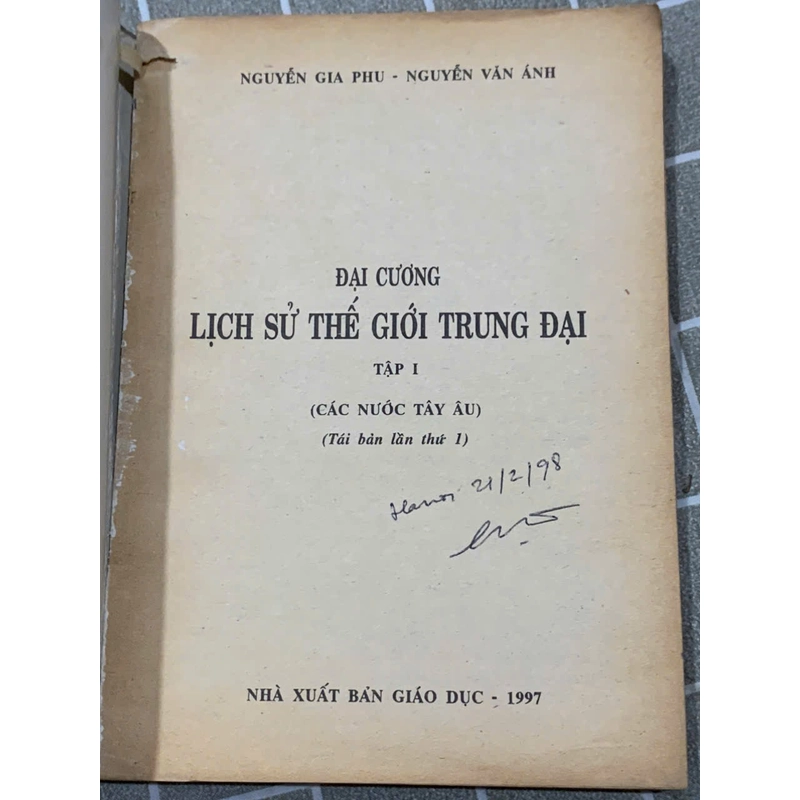 NGUYỄN GIA PHU - NGUYỄN VĂN ÁNH
ĐẠI CƯƠNG
LỊCH SỬ THẾ GIỚI TRUNG ĐẠI
TẬP I
(CÁC NƯỚC TÂY ÂU)
(Tái bản lần thứ 1)
Hanoi 21/2/98
NHÀ XUẤT BẢN GIÁO DỤC - 1997